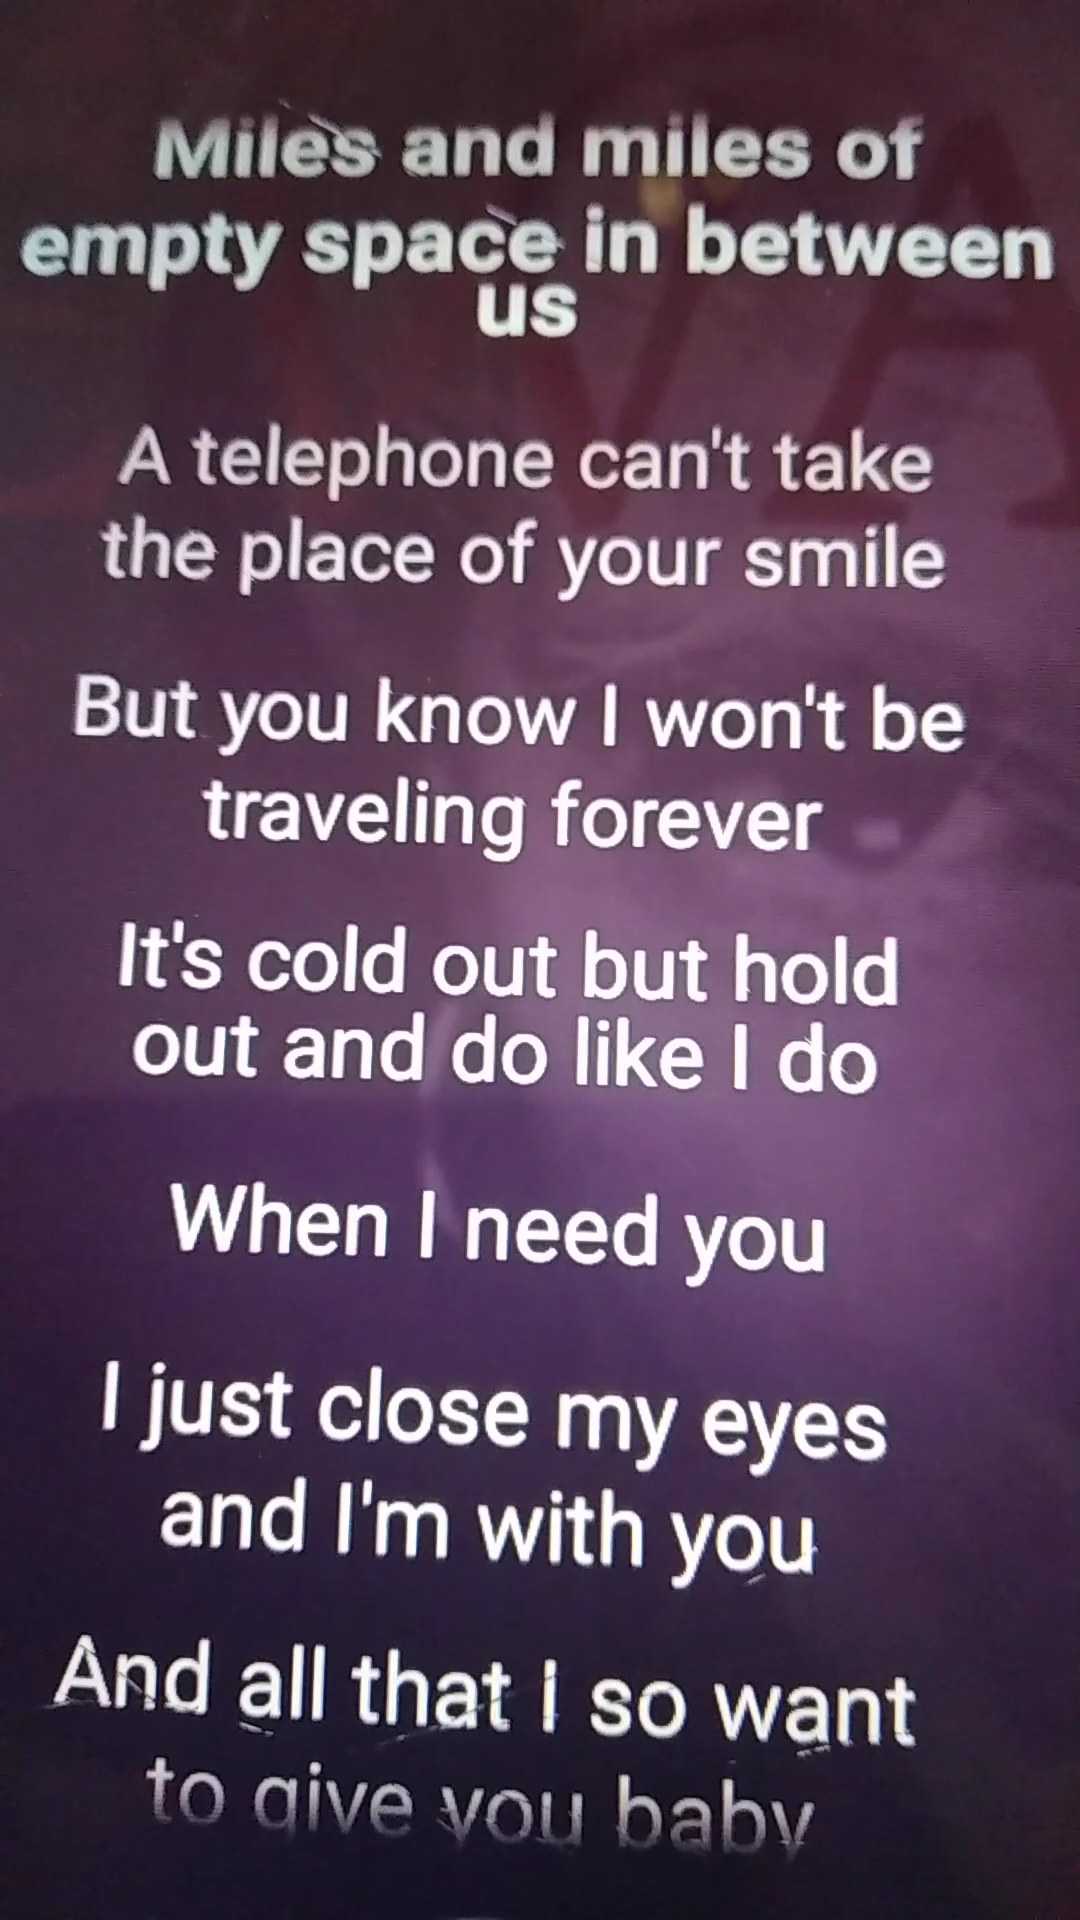 Miles and miles of
empty space in between
us
A telephone can't take
the place of your smile
But you know I won't be
traveling forever
It's cold out but hold
out and do like I do
When I need you
I just close my eyes
and I'm with you
And all that I so want
to give you baby